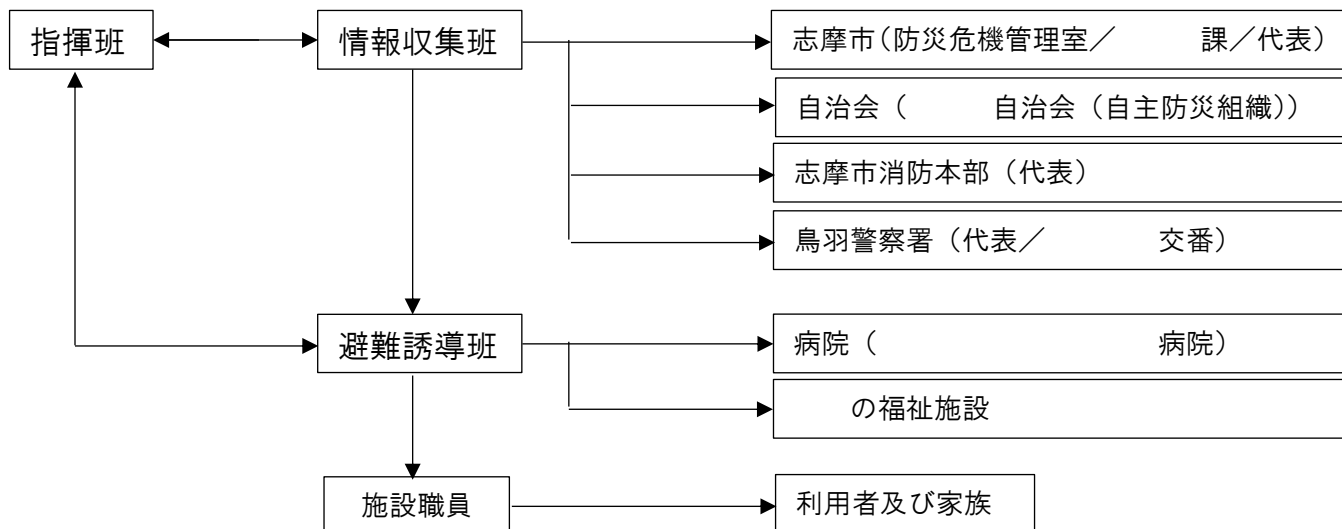 指揮班
情報収集班
志摩市(防災危機管理室／　　　課／代表)
自治会（　　　自治会（自主防災組織））
志摩市消防本部（代表）
鳥羽警察署（代表／　　　　交番）
避難誘導班
病院（　　　　　　　　　　病院）
の福祉施設
施設職員
利用者及び家族